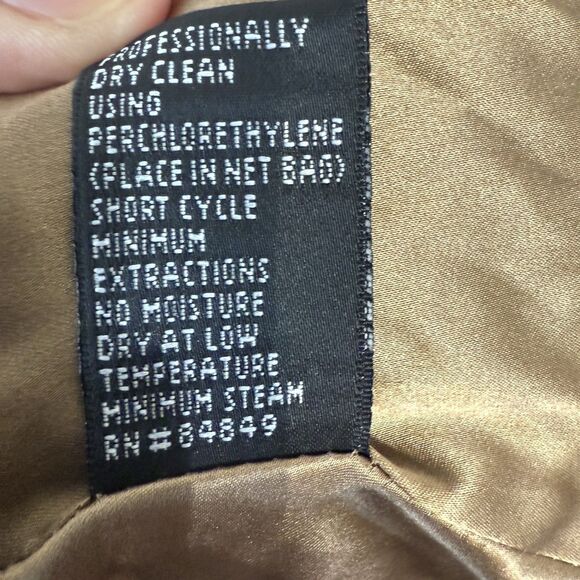 PROFESSIONALLY
DRY CLEAN
USING
PERCHLORETHYLENE
(PLACE IN NET BAG)
SHORT CYCLE
MINIMUM
EXTRACTIONS
NO MOISTURE
DRY AT LOW
TEMPERATURE
MINIMUM STEAM
RN #84849